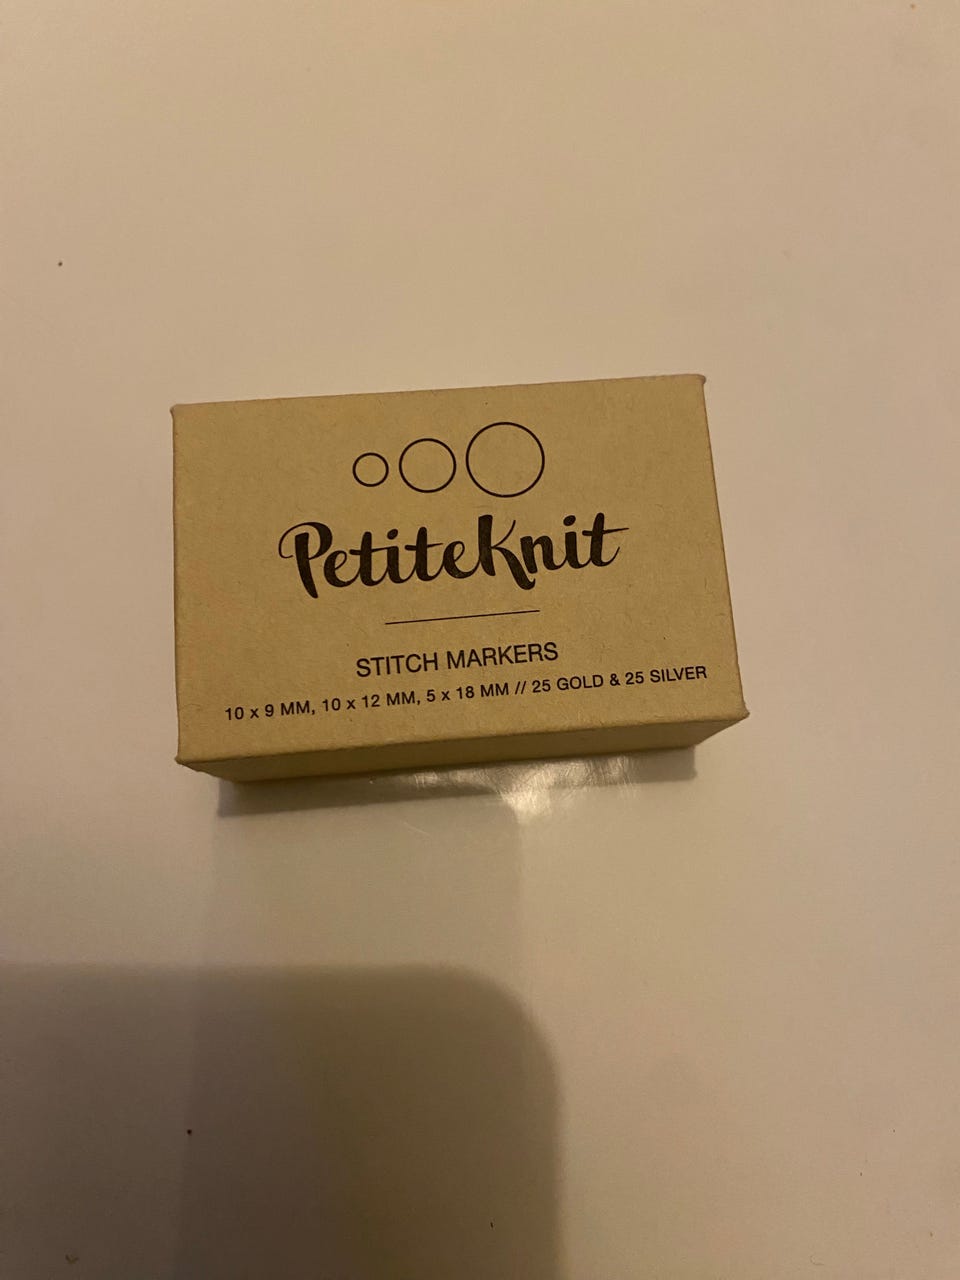 PetiteKnit
STITCH MARKERS
10 x 9 MM, 10 x 12 MM, 5 x 18 MM // 25 GOLD & 25 SILVER